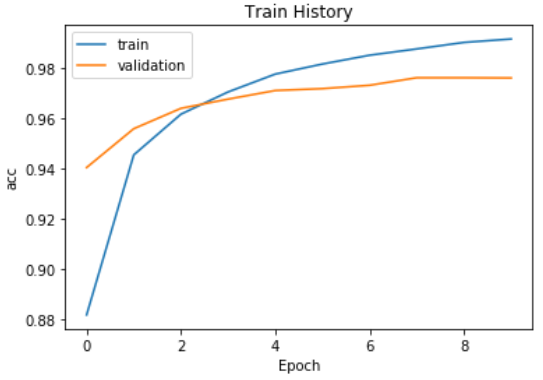 Train History
train
validation
acc
0.98
0.96
0.94
0.92
0.90
0.88
0 2 4 6 8
Epoch